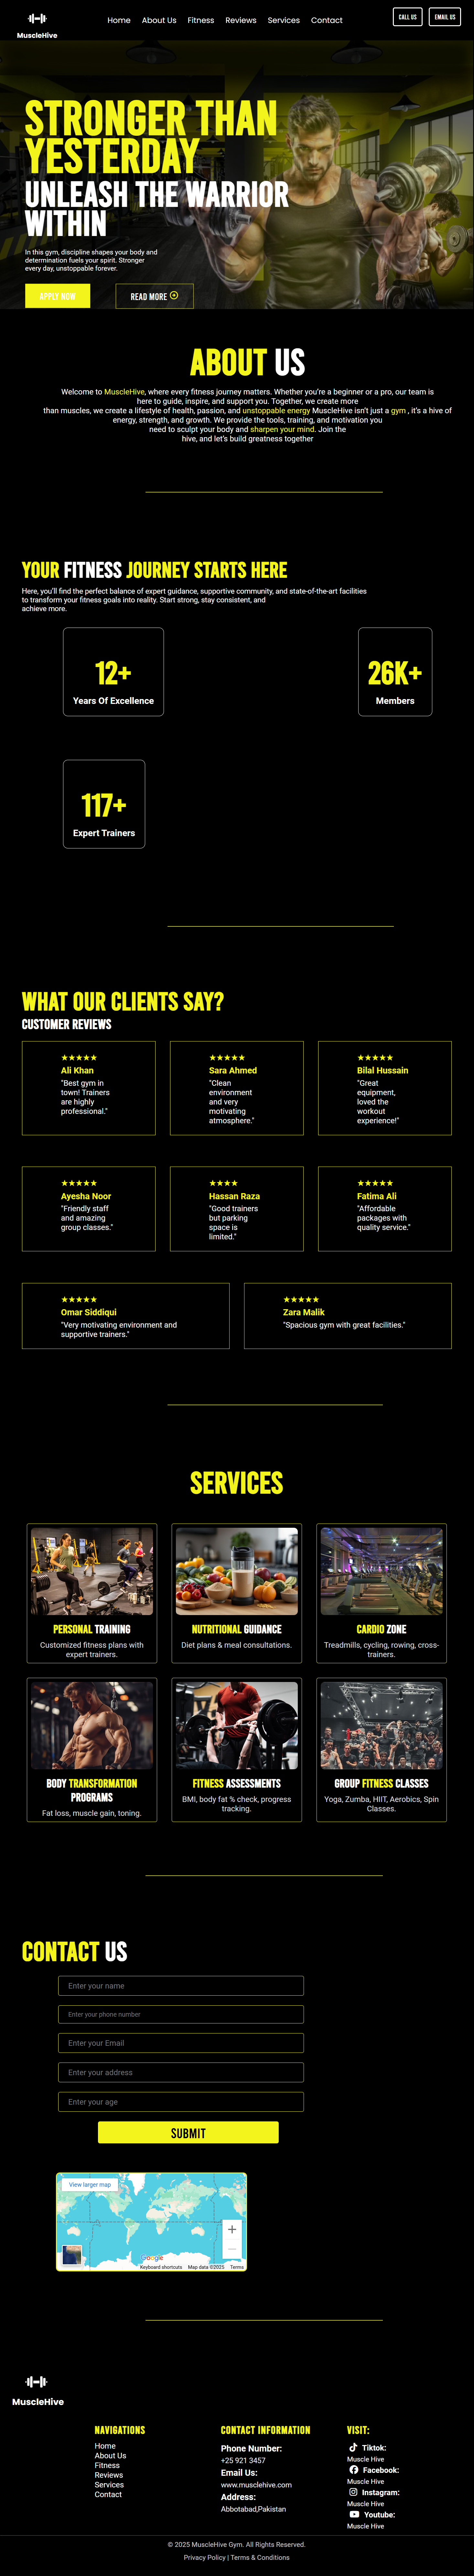 MuscleHive
Home About Us Fitness Reviews Services Contact
CALL US
EMAIL US
STRONGER THAN
YESTERDAY
UNLEASH THE WARRIOR
WITHIN
In this gym, discipline shapes your body and
determination fuels your spirit. Stronger
every day, unstoppable forever.
APPLY NOW
READ MORE
ABOUT US
Welcome to MuscleHive, where every fitness journey matters. Whether you're a beginner or a pro, our team is
here to guide, inspire, and support you. Together, we create more
than muscles, we create a lifestyle of health, passion, and unstoppable energy MuscleHive isn't just a gym , it's a hive of
energy, strength, and growth. We provide the tools, training, and motivation you
need to sculpt your body and sharpen your mind. Join the
hive, and let's build greatness together
YOUR FITNESS JOURNEY STARTS HERE
Here, you'll find the perfect balance of expert guidance, supportive community, and state-of-the-art facilities
to transform your fitness goals into reality. Start strong, stay consistent, and
achieve more.
12+
Years Of Excellence
26K+
Members
117+
Expert Trainers
WHAT OUR CLIENTS SAY?
CUSTOMER REVIEWS
★★★★★
Ali Khan
"Best gym in
town! Trainers
are highly
professional."
★★★★★
Sara Ahmed
"Clean
environment
and very
motivating
atmosphere."
★★★★★
Bilal Hussain
"Great
equipment,
loved the
workout
experience!"
★★★★★
Ayesha Noor
"Friendly staff
and amazing
group classes."
★★★★
Hassan Raza
"Good trainers
but parking
space is
limited."
★★★★★
Fatima Ali
"Affordable
packages with
quality service."
★★★★★
Omar Siddiqui
"Very motivating environment and
supportive trainers."
★★★★★
Zara Malik
"Spacious gym with great facilities."
SERVICES
PERSONAL TRAINING
Customized fitness plans with
expert trainers.
NUTRITIONAL GUIDANCE
Diet plans & meal consultations.
CARDIO ZONE
Treadmills, cycling, rowing, cross-
trainers.
BODY TRANSFORMATION
PROGRAMS
Fat loss, muscle gain, toning.
FITNESS ASSESSMENTS
BMI, body fat % check, progress
tracking.
GROUP FITNESS CLASSES
Yoga, Zumba, HIIT, Aerobics, Spin
Classes.
CONTACT US
Enter your name
Enter your phone number
Enter your Email
Enter your address
Enter your age
SUBMIT
View larger map
Google
Keyboard shortcuts Map data ©2025 Terms
MuscleHive
NAVIGATIONS
Home
About Us
Fitness
Reviews
Services
Contact
CONTACT INFORMATION
Phone Number:
+25 921 3457
Email Us:
www.musclehive.com
Address:
Abbotabad,Pakistan
VISIT:
Tiktok:
Muscle Hive
Facebook:
Muscle Hive
Instagram:
Muscle Hive
Youtube:
Muscle Hive
© 2025 MuscleHive Gym. All Rights Reserved.
Privacy Policy | Terms & Conditions